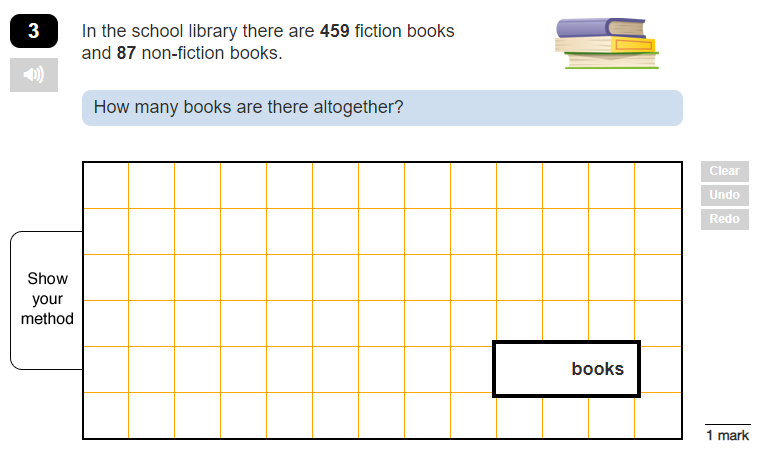 3
In the school library there are 459 fiction books
and 87 non-fiction books.
How many books are there altogether?
Clear
Undo
Redo
Show
your
method
books
1 mark